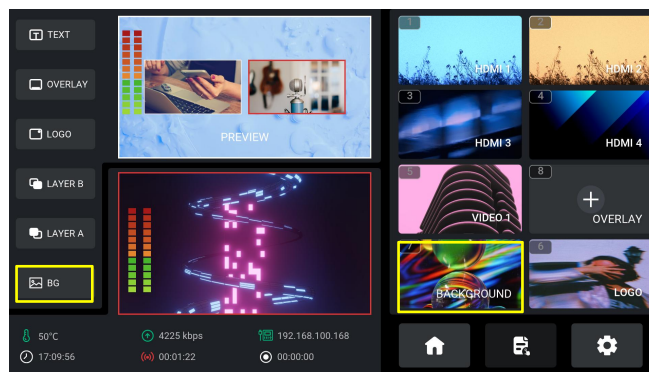 TEXT
OVERLAY
LOGO
LAYER B
LAYER A
BG
PREVIEW
1
HDMI 1
2
HDMI 2
3
HDMI 3
4
HDMI 4
5
VIDEO 1
8
OVERLAY
BACKGROUND
6
LOGO
50°C
4225 kbps
192.168.100.168
17:09:56
00:01:22
00:00:00